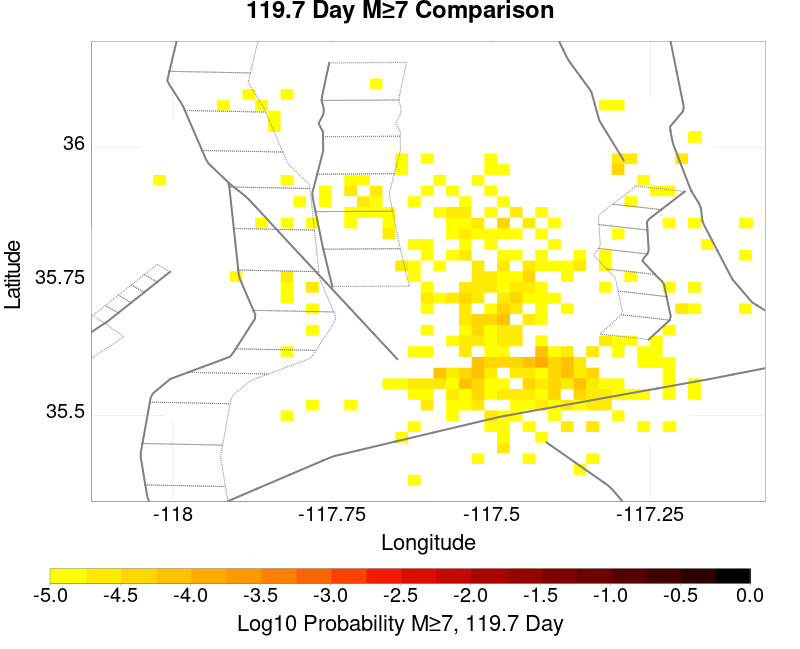 119.7 Day M≥7 Comparison
36
35.75
35.5
Latitude
-118 -117.75 -117.5 -117.25
Longitude
-5.0 -4.5 -4.0 -3.5 -3.0 -2.5 -2.0 -1.5 -1.0 -0.5 0.0
Log10 Probability M≥7, 119.7 Day